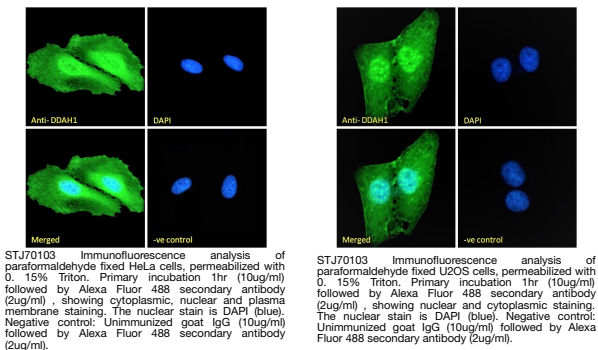 Anti- DDAH1
DAPI
Merged
-ve control
STJ70103 Immunofluorescence analysis of
paraformaldehyde fixed HeLa cells, permeabilized with
0. 15% Triton. Primary incubation 1hr (10ug/ml)
followed by Alexa Fluor 488 secondary antibody
(2ug/ml) , showing cytoplasmic, nuclear and plasma
membrane staining. The nuclear stain is DAPI (blue).
Negative control: Unimmunized goat IgG (10ug/ml)
followed by Alexa Fluor 488 secondary antibody
(2ug/ml).
Anti- DDAH1
DAPI
Merged
-ve control
STJ70103 Immunofluorescence analysis of
paraformaldehyde fixed U2OS cells, permeabilized with
0. 15% Triton. Primary incubation 1hr (10ug/ml)
followed by Alexa Fluor 488 secondary antibody
(2ug/ml) , showing nuclear and cytoplasmic staining.
The nuclear stain is DAPI (blue). Negative control:
Unimmunized goat IgG (10ug/ml) followed by Alexa
Fluor 488 secondary antibody (2ug/ml).